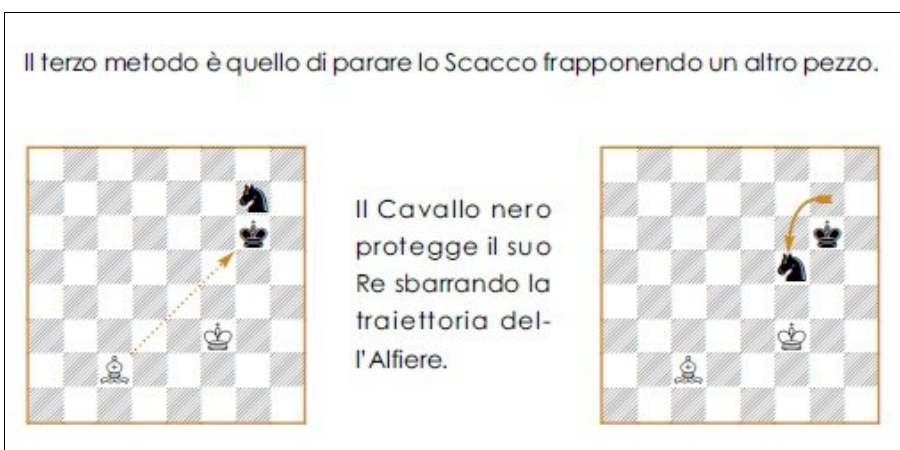 Il terzo metodo è quello di parare lo Scacco frapponendo un altro pezzo.
Il Cavallo nero
protegge il suo
Re sbarrando la
traiettoria del-
l'Alfiere.